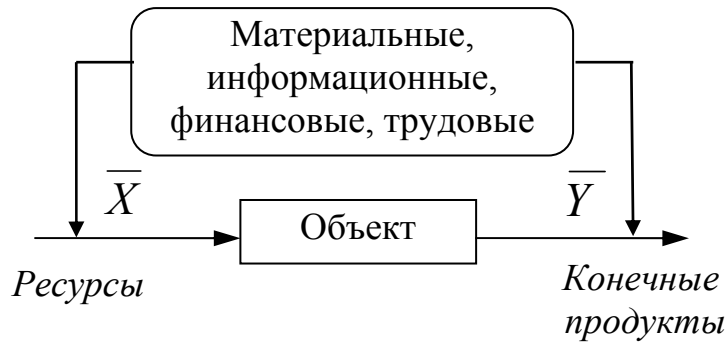 Материальные,
информационные,
финансовые, трудовые
X
Y
Объект
Ресурсы
Конечные
продукты